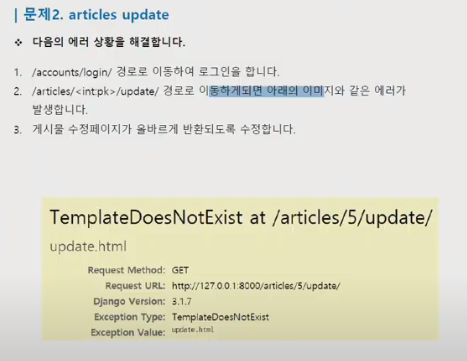 | 문제2. articles update
❖ 다음의 에러 상황을 해결합니다.
1. /accounts/login/ 경로로 이동하여 로그인을 합니다.
2. /articles/<int:pk>/update/ 경로로 이동하게되면 아래의 이미지와 같은 에러가
발생합니다.
3. 게시물 수정페이지가 올바르게 반환되도록 수정합니다.
TemplateDoesNotExist at /articles/5/update/
update.html
Request Method: GET
Request URL: http://127.0.0.1:8000/articles/5/update/
Django Version: 3.1.7
Exception Type: TemplateDoesNotExist
Exception Value: update.html